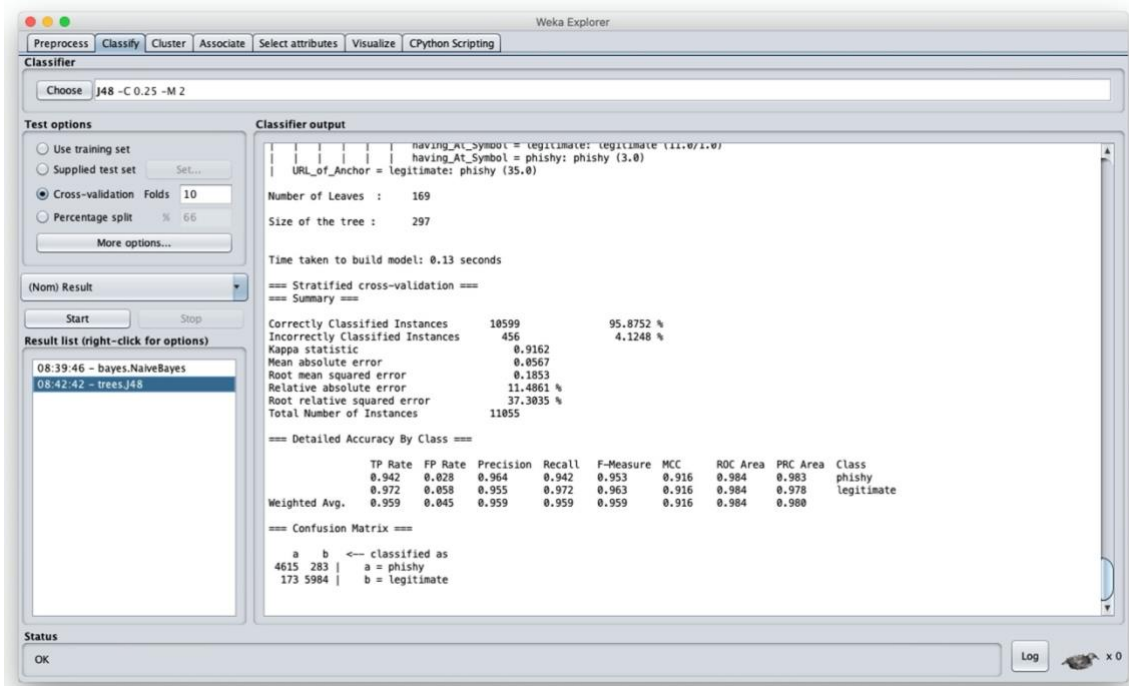 Weka Explorer
Preprocess Classify Cluster Associate Select attributes Visualize CPython Scripting
Classifier
Choose J48 -C 0.25 -M 2
Test options
Use training set
Supplied test set Set...
Cross-validation Folds 10
Percentage split % 66
More options...
(Nom) Result
Start Stop
Result list (right-click for options)
08:39:46 - bayes.NaiveBayes
08:42:42 - trees.J48
Classifier output
| | | | | | having_At_Symbol = legitimate: legitimate (11.0/1.0)
| | | | | | having_At_Symbol = phishy: phishy (3.0)
| URL_of_Anchor = legitimate: phishy (35.0)
Number of Leaves : 169
Size of the tree : 297
Time taken to build model: 0.13 seconds
=== Stratified cross-validation ===
=== Summary ===
Correctly Classified Instances 10599 95.8752 %
Incorrectly Classified Instances 456 4.1248 %
Kappa statistic 0.9162
Mean absolute error 0.0567
Root mean squared error 0.1853
Relative absolute error 11.4861 %
Root relative squared error 37.3035 %
Total Number of Instances 11055
=== Detailed Accuracy By Class ===
TP Rate FP Rate Precision Recall F-Measure MCC ROC Area PRC Area Class
0.942 0.028 0.964 0.942 0.953 0.916 0.984 0.983 phishy
0.972 0.058 0.955 0.972 0.963 0.916 0.984 0.978 legitimate
Weighted Avg. 0.959 0.045 0.959 0.959 0.959 0.916 0.984 0.980
=== Confusion Matrix ===
a b <-- classified as
4615 283 | a = phishy
173 5984 | b = legitimate
Status
OK
Log x 0